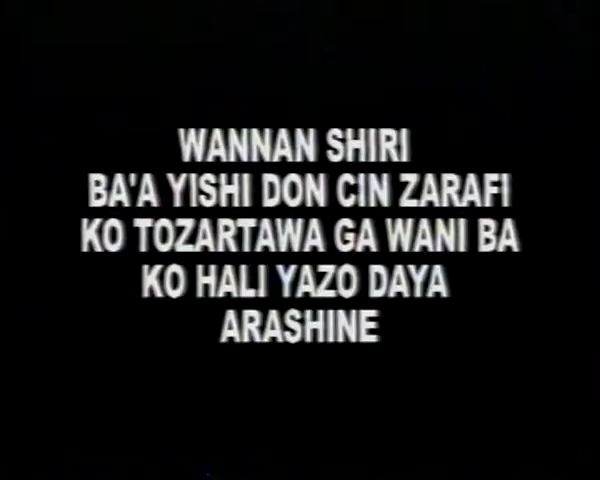 WANNAN SHIRI
BA'A YISHI DON CIN ZARAFI
KO TOZARTAWA GA WANI BA
KO HALI YAZO DAYA
ARASHINE